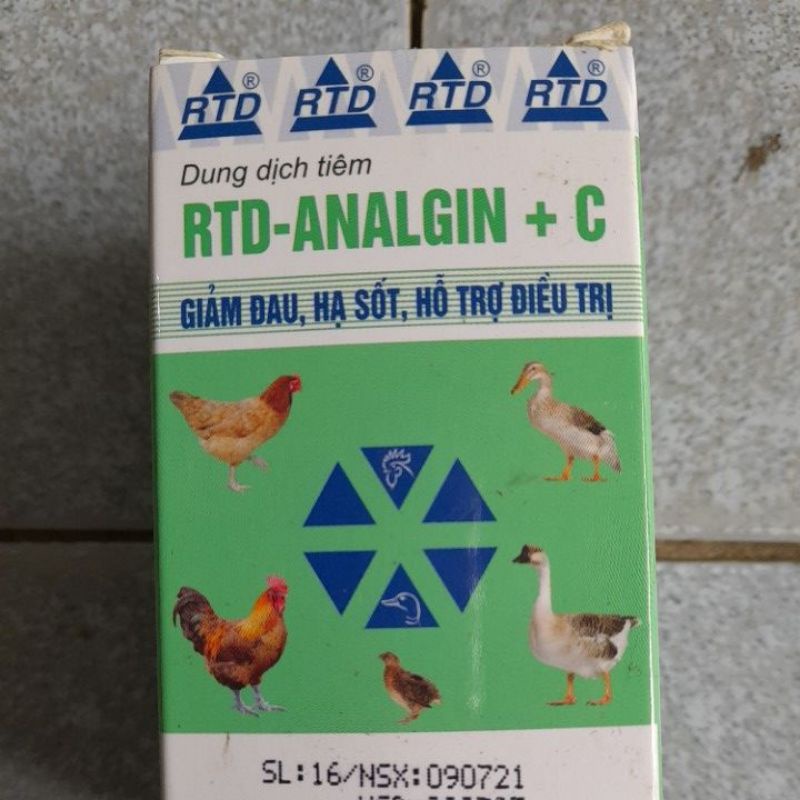 RTD® RTD® RTD® RTD®
Dung dịch tiêm
RTD-ANALGIN + C
GIẢM ĐAU, HẠ SỐT, HỖ TRỢ ĐIỀU TRỊ
SL:16/NSX:090721